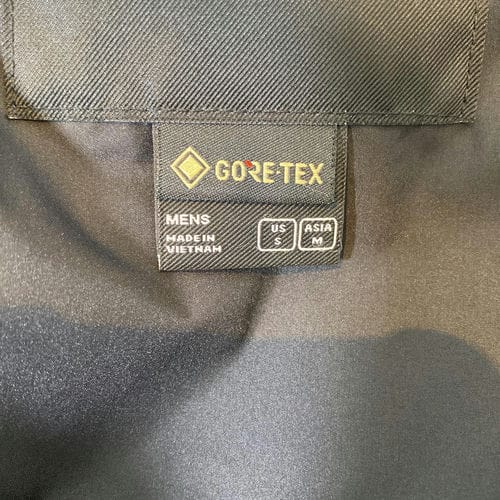 GORE-TEX
MENS
MADE IN
VIETNAM
US
S
ASIA
M